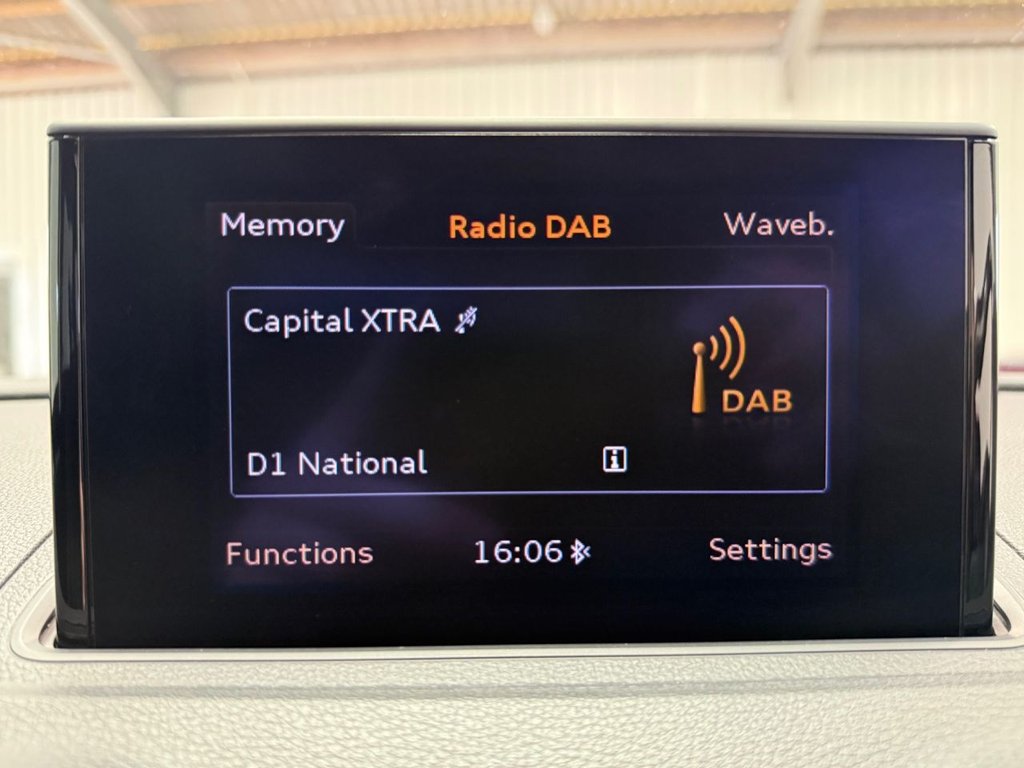 Memory Radio DAB Waveb.
Capital XTRA
DAB
D1 National i
Functions 16:06 Settings